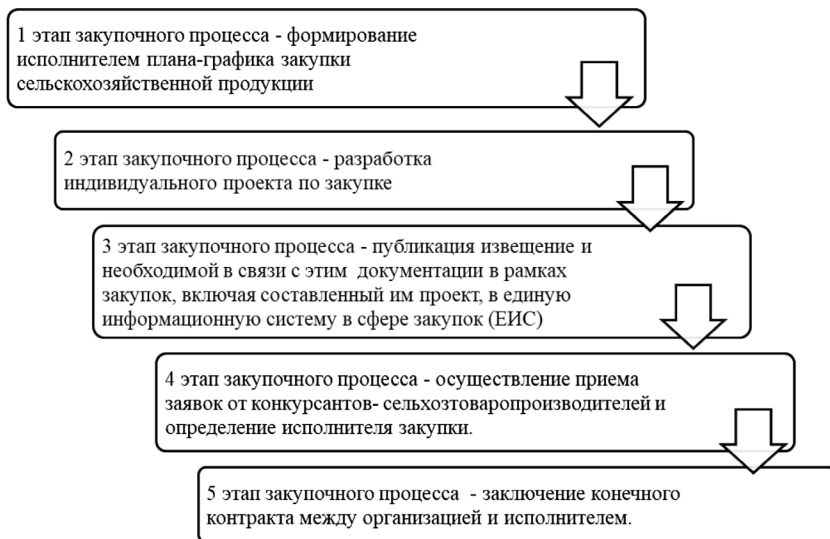 1 этап закупочного процесса - формирование
исполнителем плана-графика закупки
сельскохозяйственной продукции
2 этап закупочного процесса - разработка
индивидуального проекта по закупке
3 этап закупочного процесса - публикация извещение и
необходимой в связи с этим документации в рамках
закупок, включая составленный им проект, в единую
информационную систему в сфере закупок (ЕИС)
4 этап закупочного процесса - осуществление приема
заявок от конкурсантов- сельхозтоваропроизводителей и
определение исполнителя закупки.
5 этап закупочного процесса - заключение конечного
контракта между организацией и исполнителем.